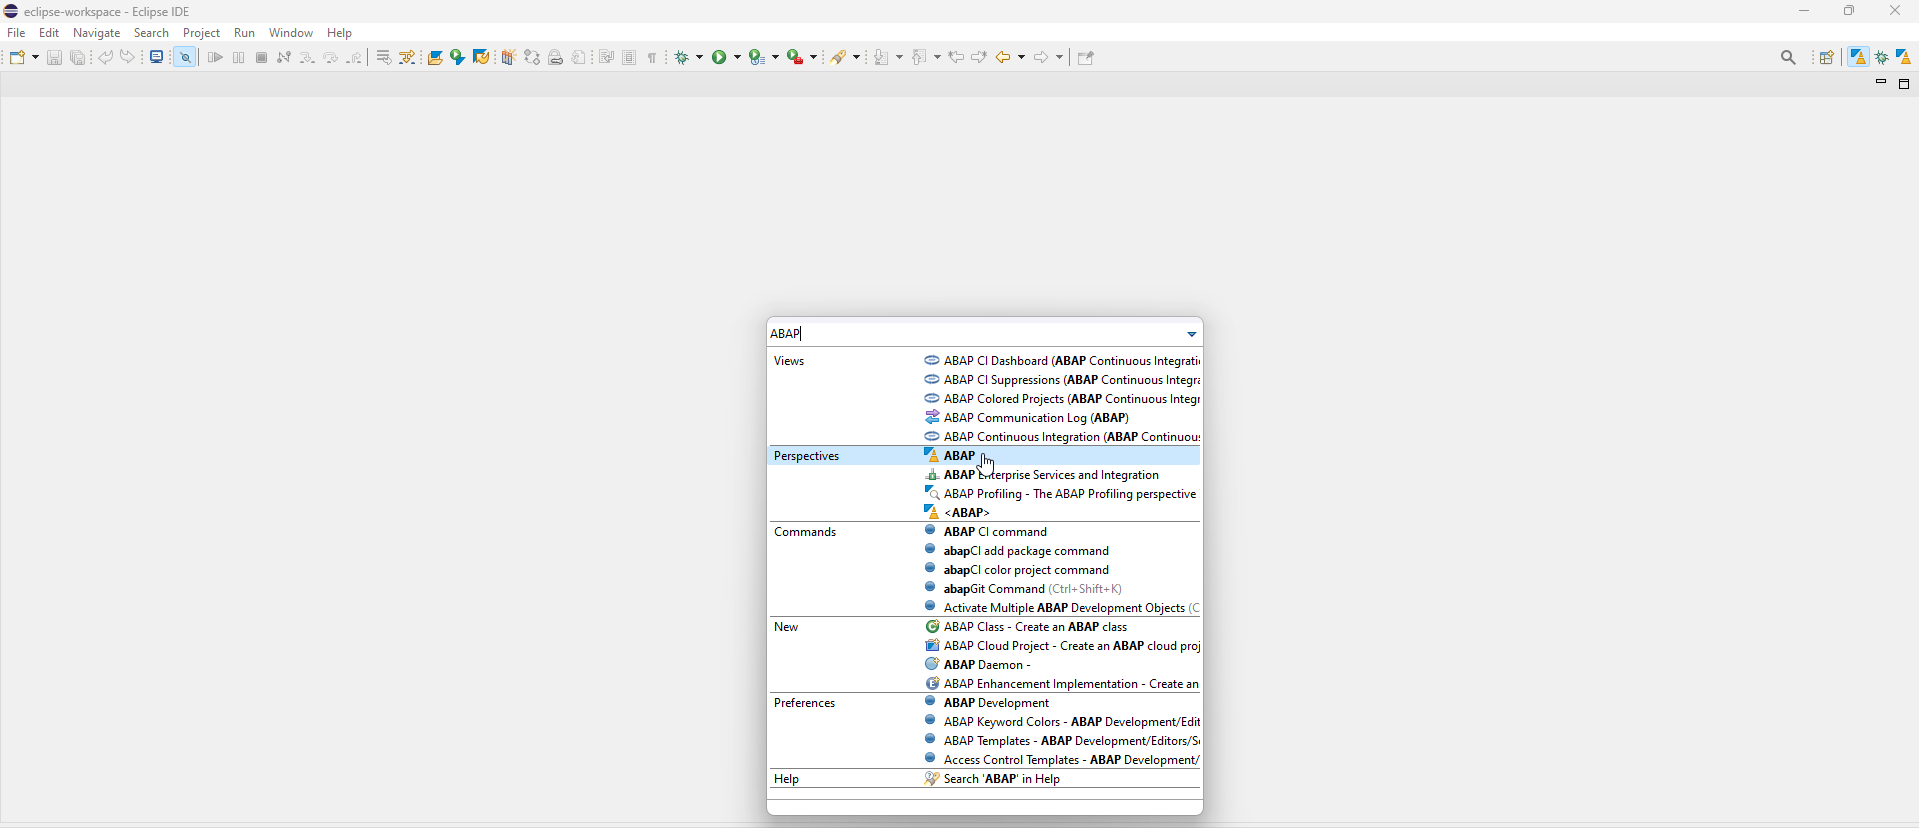 eclipse-workspace - Eclipse IDE
File Edit Navigate Search Project Run Window Help
ABAP
Views ABAP CI Dashboard (ABAP Continuous Integrati
ABAP CI Suppressions (ABAP Continuous Integra
ABAP Colored Projects (ABAP Continuous Integr
ABAP Communication Log (ABAP)
ABAP Continuous Integration (ABAP Continuous
Perspectives ABAP
ABAP Enterprise Services and Integration
ABAP Profiling - The ABAP Profiling perspective
<ABAP>
Commands ABAP CI command
abapCI add package command
abapCI color project command
abapGit Command (Ctrl+Shift+K)
Activate Multiple ABAP Development Objects (C
New ABAP Class - Create an ABAP class
ABAP Cloud Project - Create an ABAP cloud proj
ABAP Daemon -
ABAP Enhancement Implementation - Create an
Preferences ABAP Development
ABAP Keyword Colors - ABAP Development/Edit
ABAP Templates - ABAP Development/Editors/S
Access Control Templates - ABAP Development/
Help Search 'ABAP' in Help